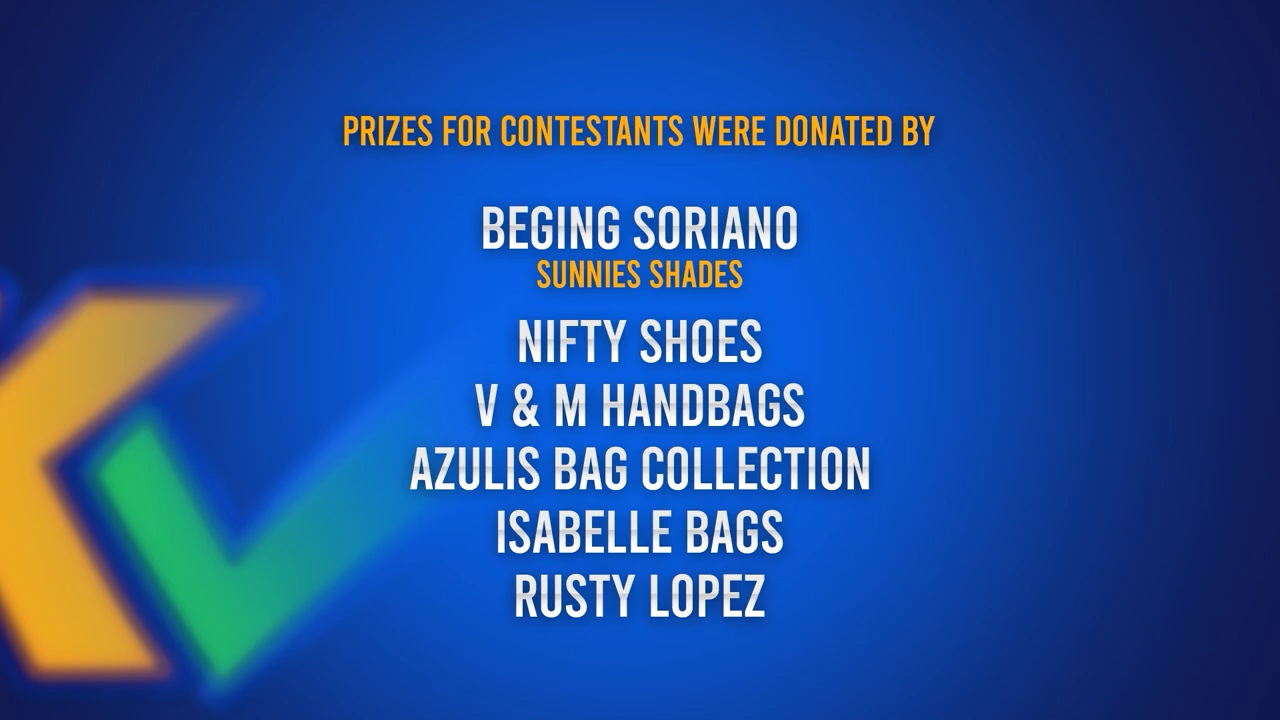 PRIZES FOR CONTESTANTS WERE DONATED BY
BEGING SORIANO
SUNNIES SHADES
NIFTY SHOES
V & M HANDBAGS
AZULIS BAG COLLECTION
ISABELLE BAGS
RUSTY LOPEZ